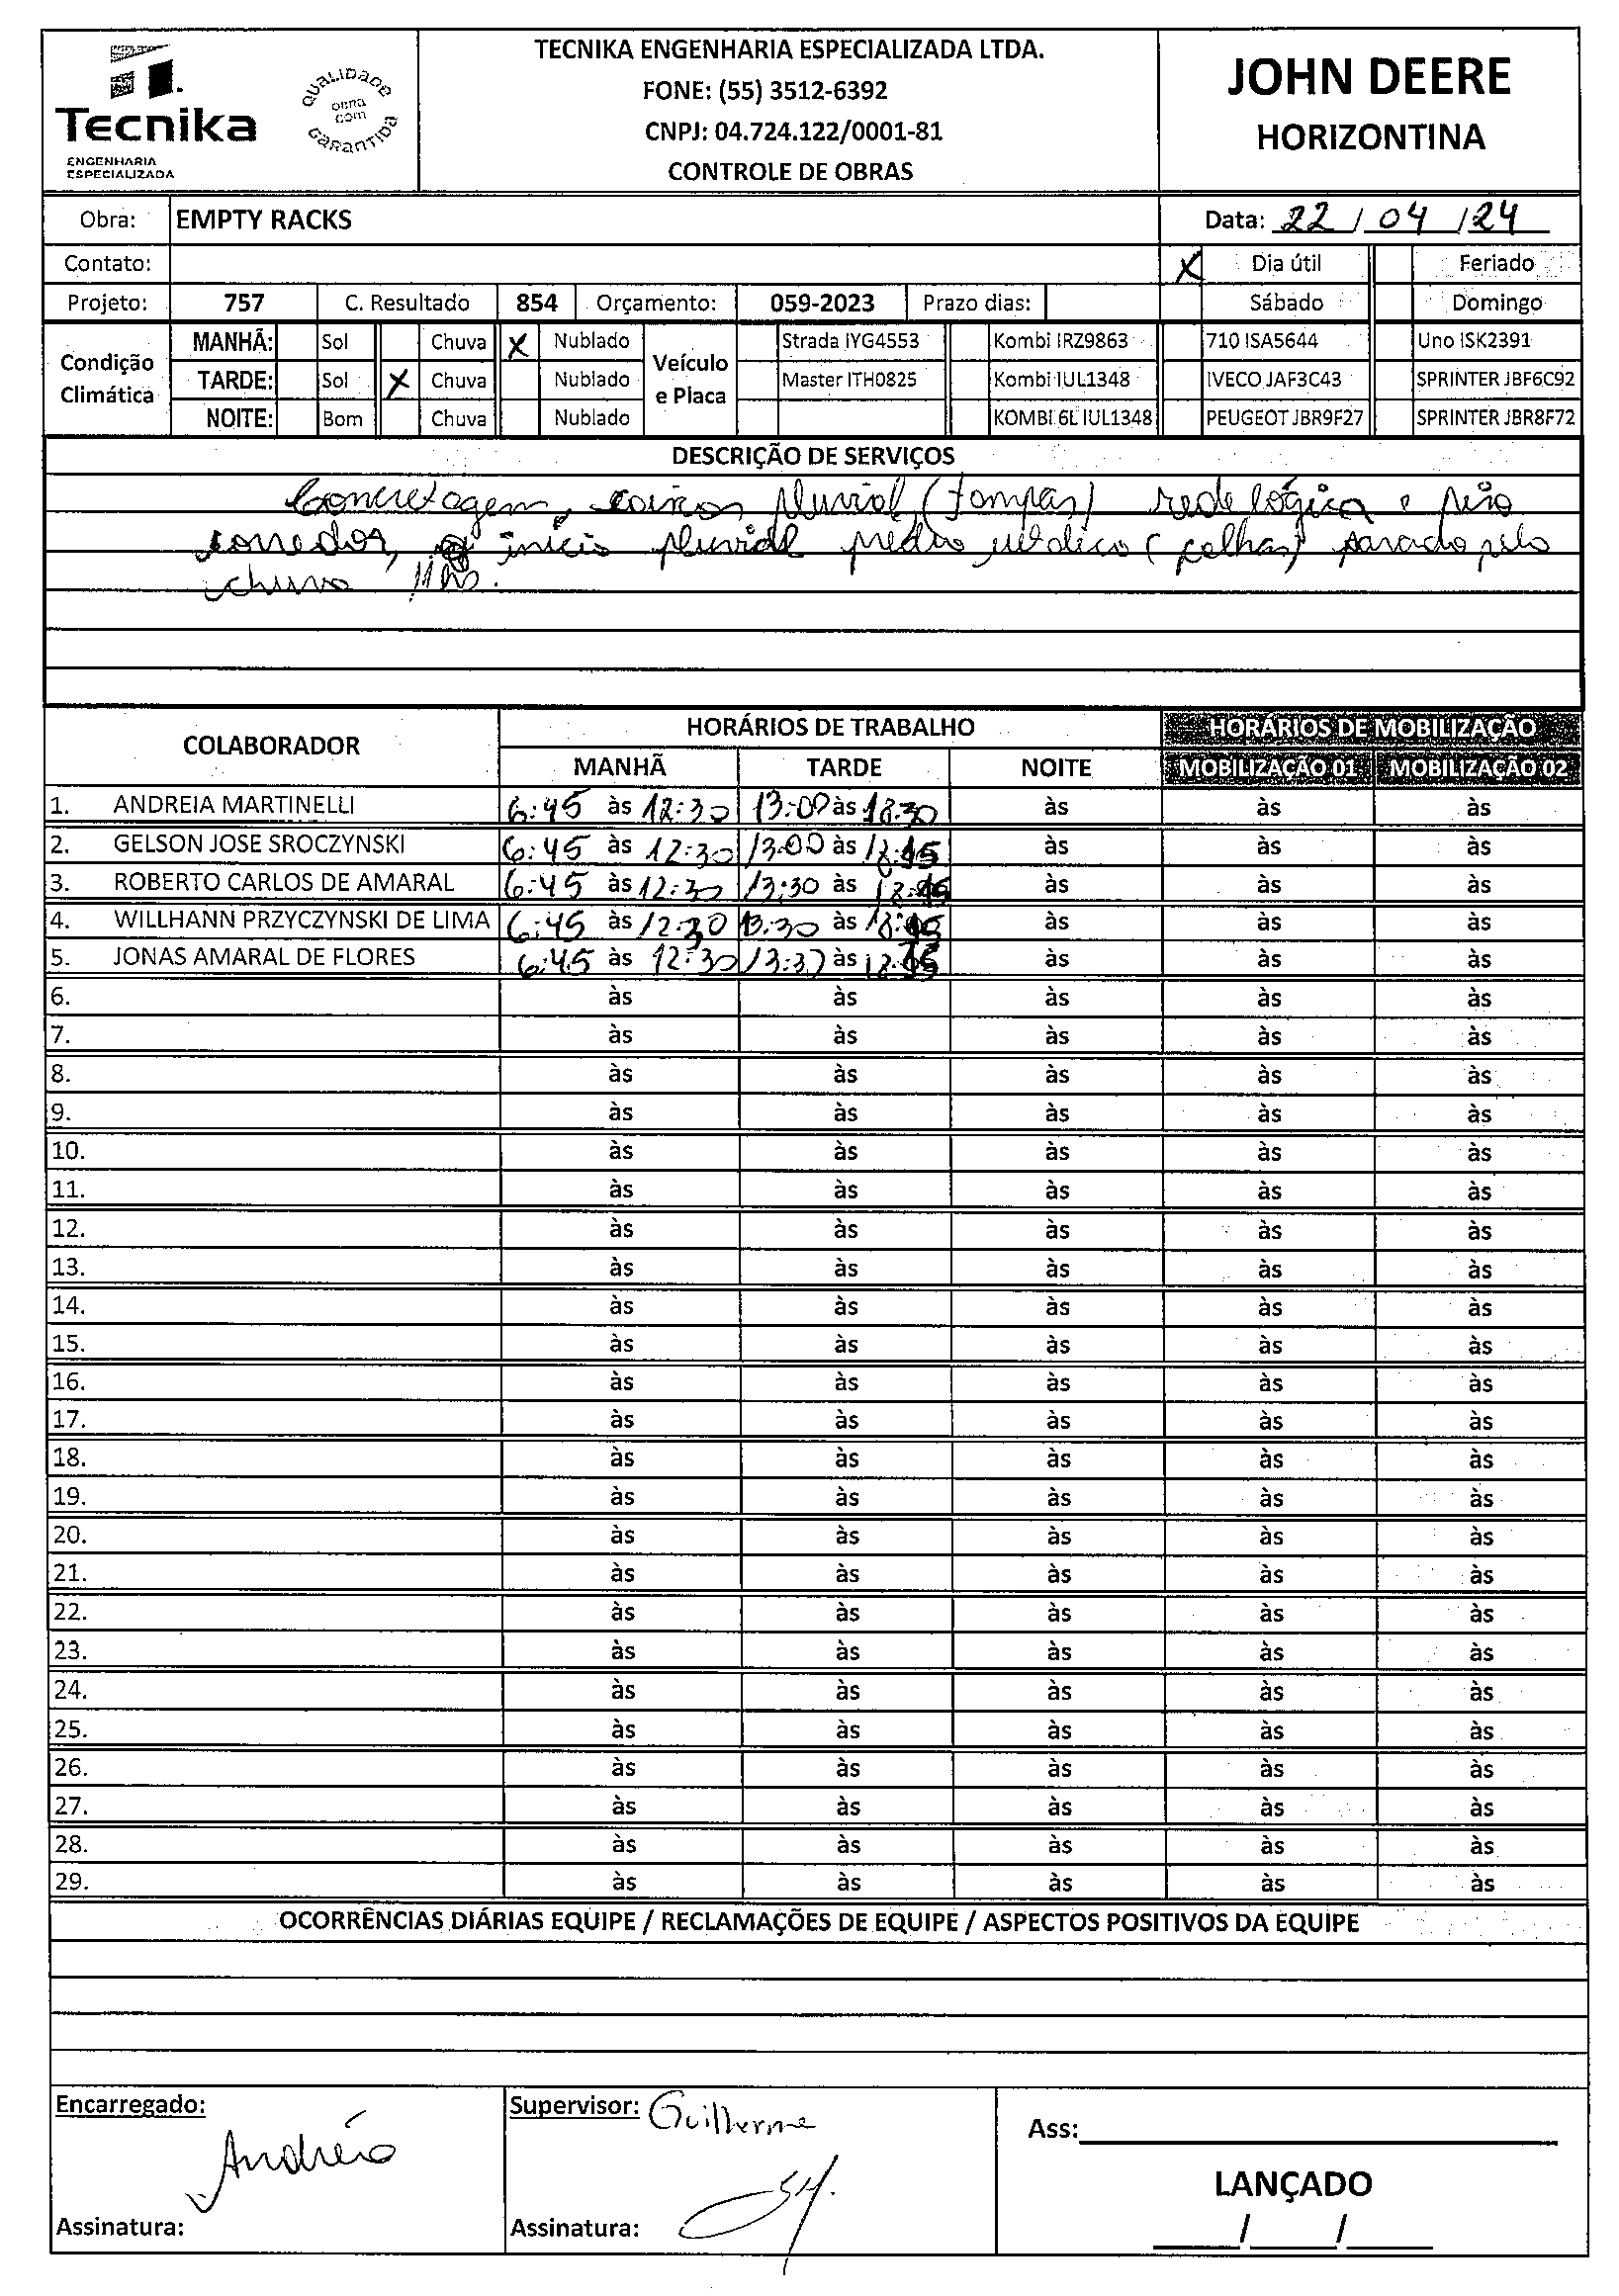 Tecnika
ENGENHARIA
ESPECIALIZADA
QUALIDADE
OBRA
COM
GARANTIDA
TECNIKA ENGENHARIA ESPECIALIZADA LTDA.
FONE: (55) 3512-6392
CNPJ: 04.724.122/0001-81
CONTROLE DE OBRAS
JOHN DEERE
HORIZONTINA
Obra: EMPTY RACKS Data: 22 / 04 / 24
Contato: X Dia útil Feriado
Projeto: 757 C. Resultado 854 Orçamento: 059-2023 Prazo dias: Sábado Domingo
Condição Climática
MANHÃ: Sol Chuva X Nublado
TARDE: Sol X Chuva Nublado
NOITE: Bom Chuva Nublado
Veículo e Placa
Strada IYG4553 Kombi IRZ9863 710 ISA5644 Uno ISK2391
Master ITH0825 Kombi IUL1348 IVECO JAF3C43 SPRINTER JBF6C92
KOMBI 6L IUL1348 PEUGEOT JBR9F27 SPRINTER JBR8F72
DESCRIÇÃO DE SERVIÇOS
Concretagem, caixas pluvial, (tampas) rede lógica e piso
corredor, início pluvial prédio (calhas) parado pela
chuva 11hs.
COLABORADOR HORÁRIOS DE TRABALHO HORÁRIOS DE MOBILIZAÇÃO
MANHÃ TARDE NOITE MOBILIZAÇÃO 01 MOBILIZAÇÃO 02
1. ANDREIA MARTINELLI 6:45 às 12:30 13:00 às 18:30 às às às
2. GELSON JOSE SROCZYNSKI 6:45 às 12:30 13:00 às às às às
3. ROBERTO CARLOS DE AMARAL 6:45 às 12:30 13:30 às às às às
4. WILLHANN PRZYCZYNSKI DE LIMA 6:45 às 12:30 13:30 às às às às
5. JONAS AMARAL DE FLORES 6:45 às 12:30 às às às às
6. às às às às às
7. às às às às às
8. às às às às às
9. às às às às às
10. às às às às às
11. às às às às às
12. às às às às às
13. às às às às às
14. às às às às às
15. às às às às às
16. às às às às às
17. às às às às às
18. às às às às às
19. às às às às às
20. às às às às às
21. às às às às às
22. às às às às às
23. às às às às às
24. às às às às às
25. às às às às às
26. às às às às às
27. às às às às às
28. às às às às às
29. às às às às às
OCORRÊNCIAS DIÁRIAS EQUIPE / RECLAMAÇÕES DE EQUIPE / ASPECTOS POSITIVOS DA EQUIPE
Encarregado:
Andréia
Assinatura:
Supervisor: Guilherme
Assinatura:
Ass:
LANÇADO
/ /